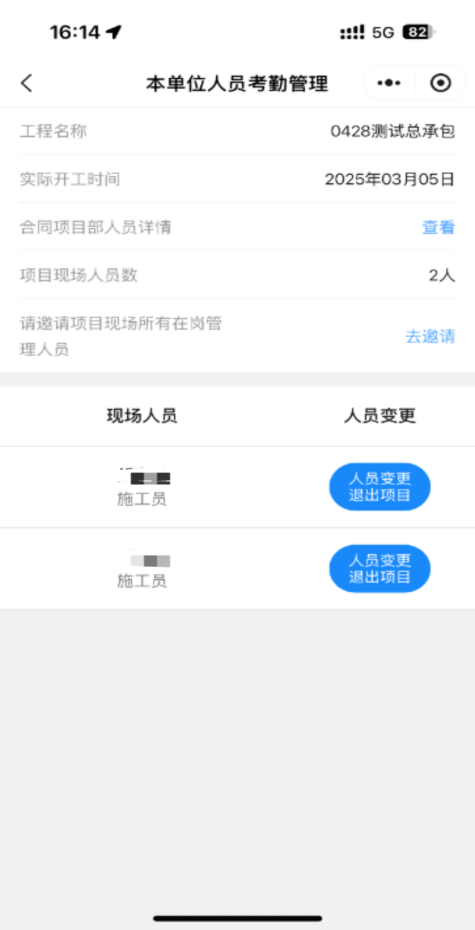 16:14
5G 82
本单位人员考勤管理
工程名称 0428测试总承包
实际开工时间 2025年03月05日
合同项目部人员详情 查看
项目现场人员数 2人
请邀请项目现场所有在岗管
理人员
去邀请
现场人员 人员变更
施工员
人员变更
退出项目
施工员
人员变更
退出项目